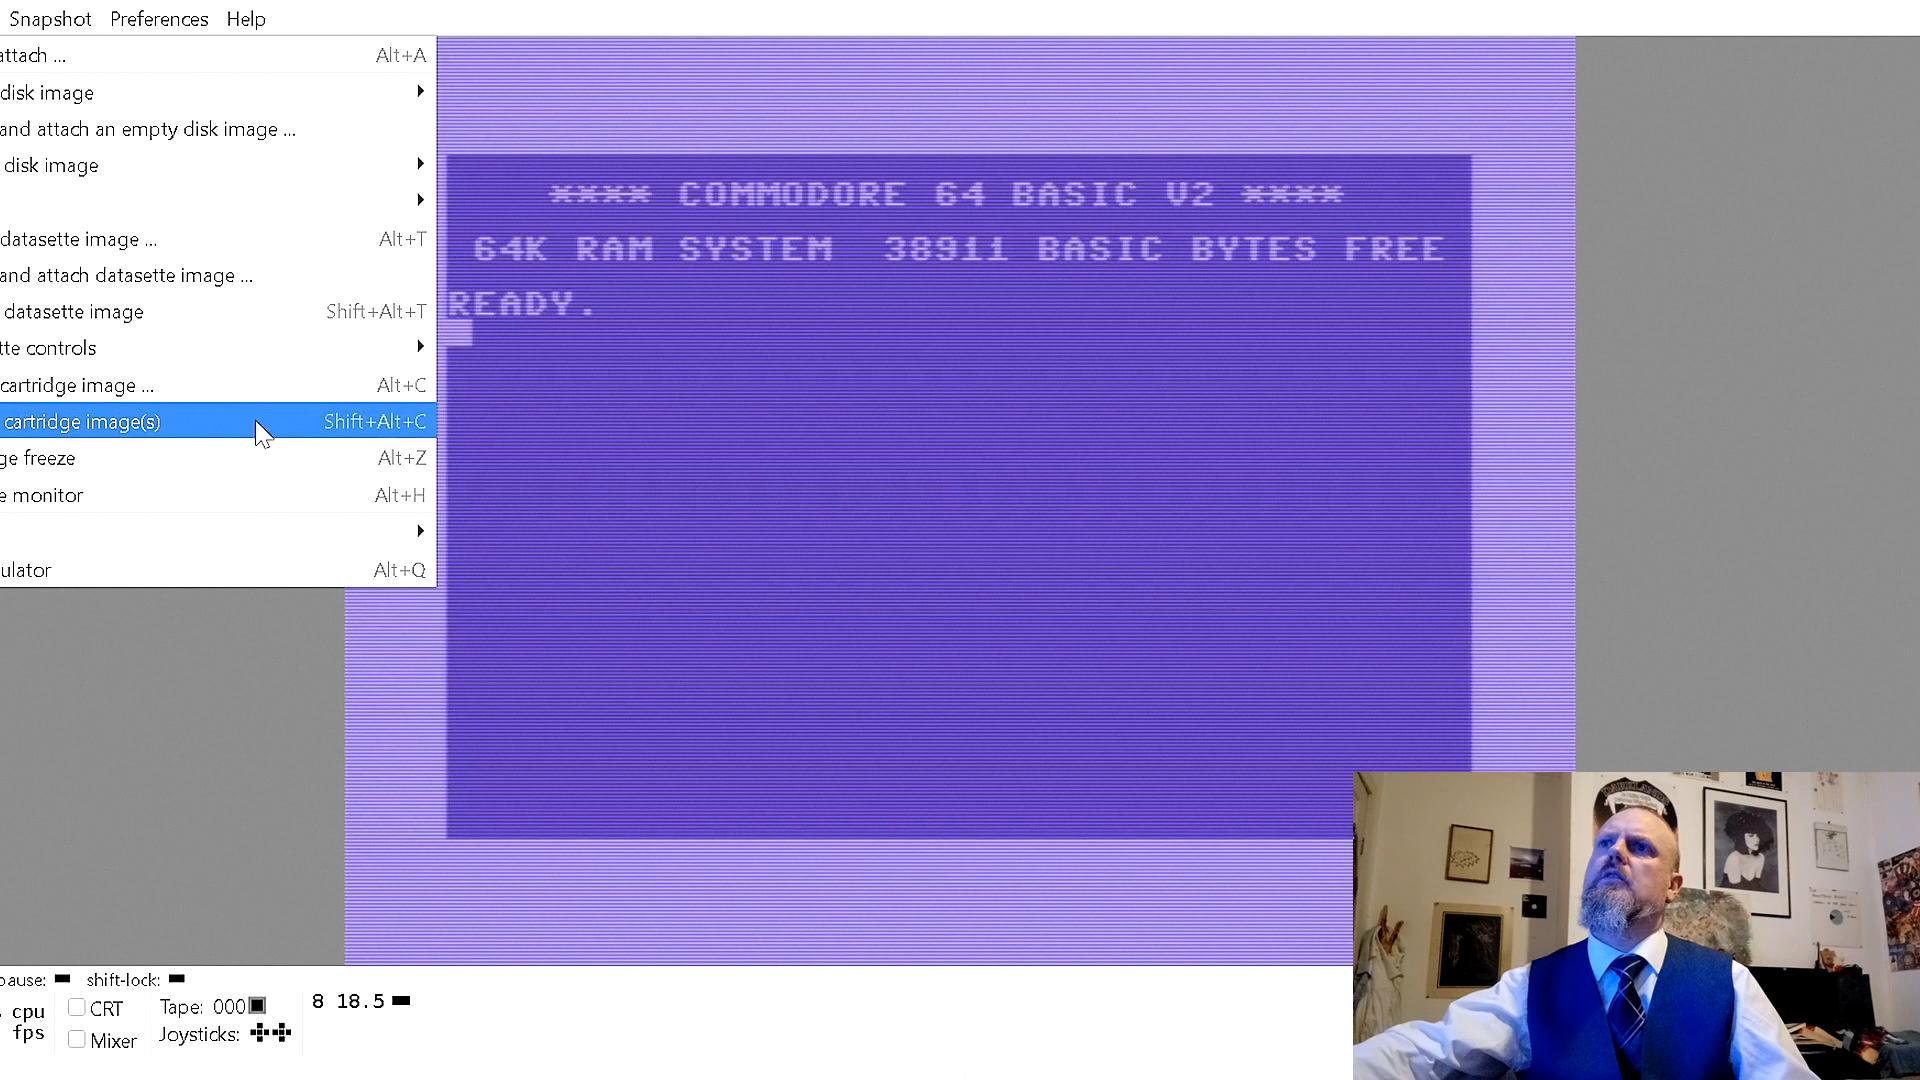 Snapshot Preferences Help
attach ... Alt+A
disk image
and attach an empty disk image ...
disk image
datasette image ... Alt+T
and attach datasette image ...
datasette image Shift+Alt+T
tte controls
cartridge image ... Alt+C
cartridge image(s) Shift+Alt+C
ge freeze Alt+Z
e monitor Alt+H
ulator Alt+Q
**** COMMODORE 64 BASIC V2 ****
64K RAM SYSTEM 38911 BASIC BYTES FREE
READY.
pause: shift-lock:
cpu
fps
CRT
Mixer
Tape: 000
Joysticks:
8 18.5